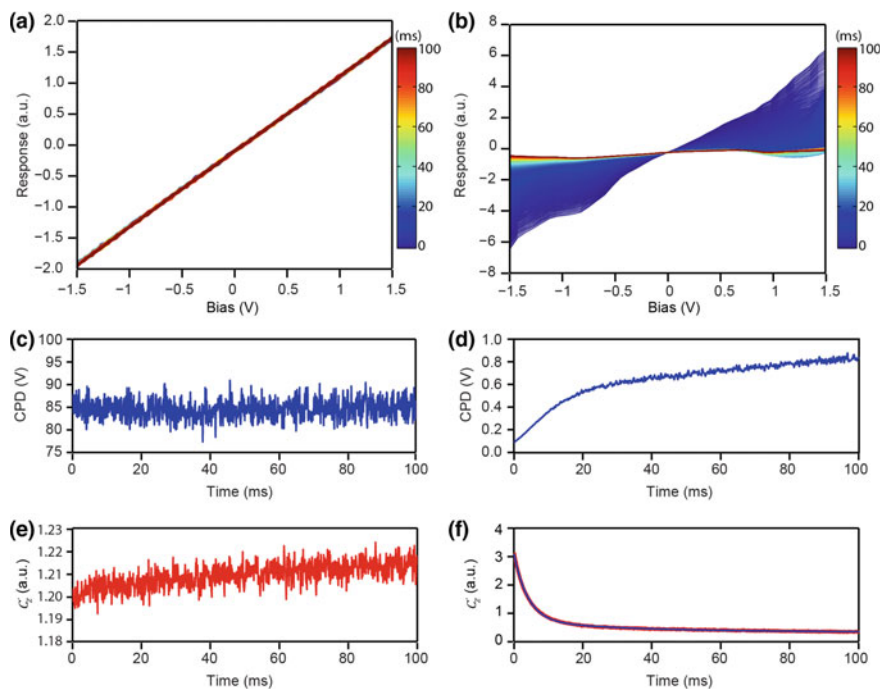 (a)
2.0
1.5
1.0
0.5
0.0
−0.5
−1.0
−1.5
−2.0
Response (a.u.)
−1.5 −1 −0.5 0 0.5 1 1.5
Bias (V)
(ms)
100
80
60
40
20
0
(b)
8
6
4
2
0
−2
−4
−6
8
Response (a.u.)
−1.5 −1 −0.5 0 0.5 1 1.5
Bias (V)
(ms)
100
80
60
40
20
0
(c)
100
95
90
85
80
75
CPD (V)
0 20 40 60 80 100
Time (ms)
(d)
1.0
0.8
0.6
0.4
0.2
0.0
CPD (V)
0 20 40 60 80 100
Time (ms)
(e)
1.23
1.22
1.21
1.20
1.19
1.18
(a.u.)
0 20 40 60 80 100
Time (ms)
(f)
4
3
2
1
0
(a.u.)
0 20 40 60 80 100
Time (ms)